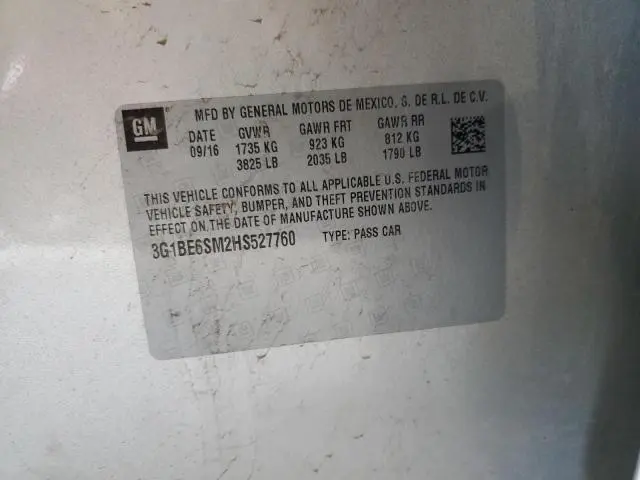 GM
MFD BY GENERAL MOTORS DE MEXICO, S. DE R.L. DE C.V.
DATE GVWR GAWR FRT GAWR RR
09/16 1735 KG 923 KG 812 KG
3825 LB 2035 LB 1790 LB
THIS VEHICLE CONFORMS TO ALL APPLICABLE U.S. FEDERAL MOTOR
VEHICLE SAFETY, BUMPER, AND THEFT PREVENTION STANDARDS IN
EFFECT ON THE DATE OF MANUFACTURE SHOWN ABOVE.
3G1BE6SM2HS527760 TYPE: PASS CAR